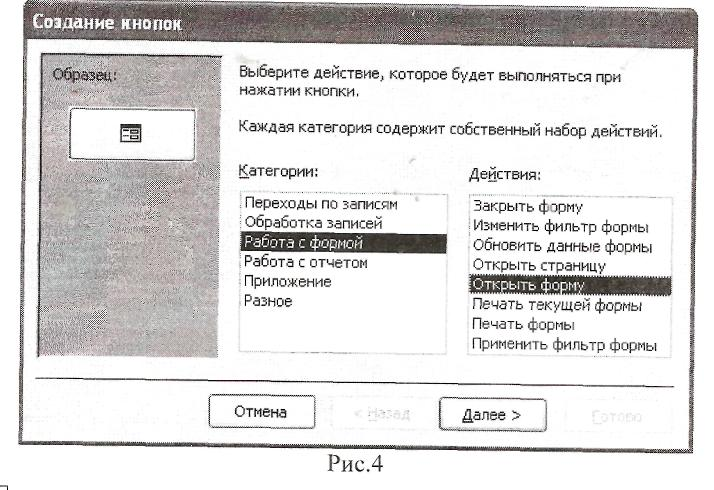 Создание кнопок
Образец:
Выберите действие, которое будет выполняться при
нажатии кнопки.
Каждая категория содержит собственный набор действий.
Категории:
Переходы по записям
Обработка записей
Работа с формой
Работа с отчетом
Приложение
Разное
Действия:
Закрыть форму
Изменить фильтр формы
Обновить данные формы
Открыть страницу
Открыть форму
Печать текущей формы
Печать формы
Применить фильтр формы
Отмена
< Назад
Далее >
Готово
Рис.4